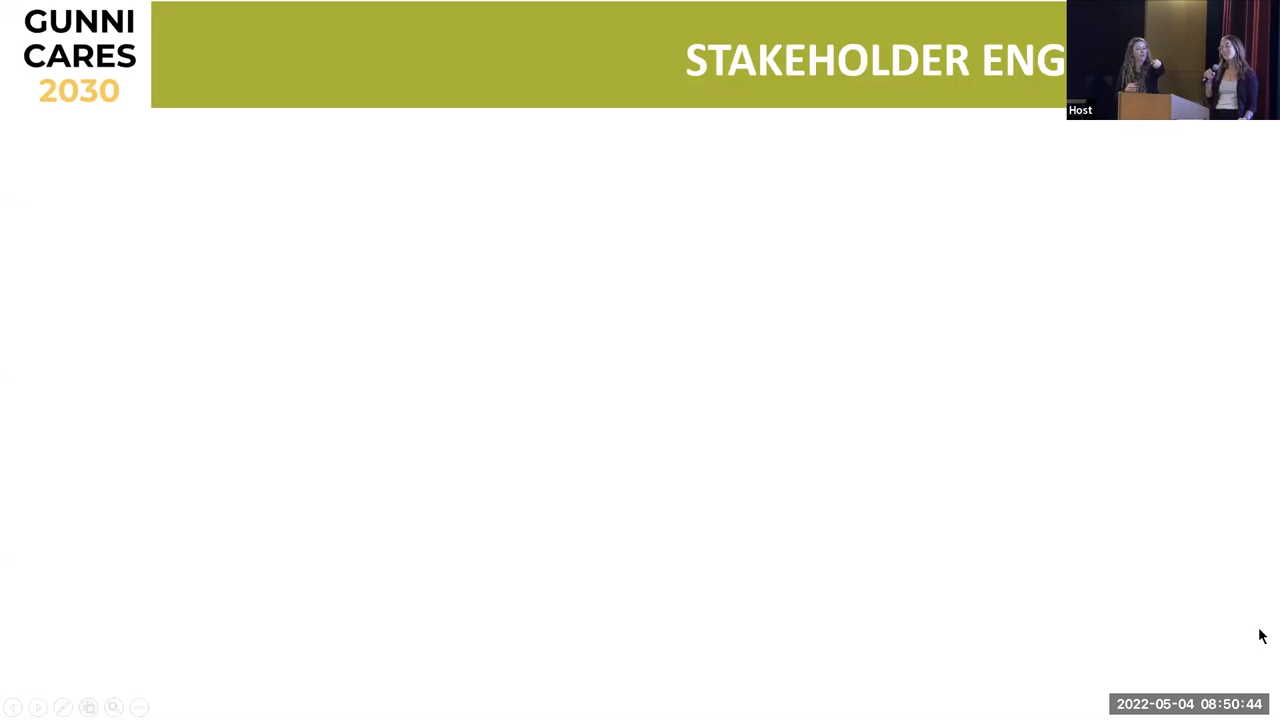 GUNNI
CARES
2030
STAKEHOLDER ENG
Host
2022-05-04 08:50:44